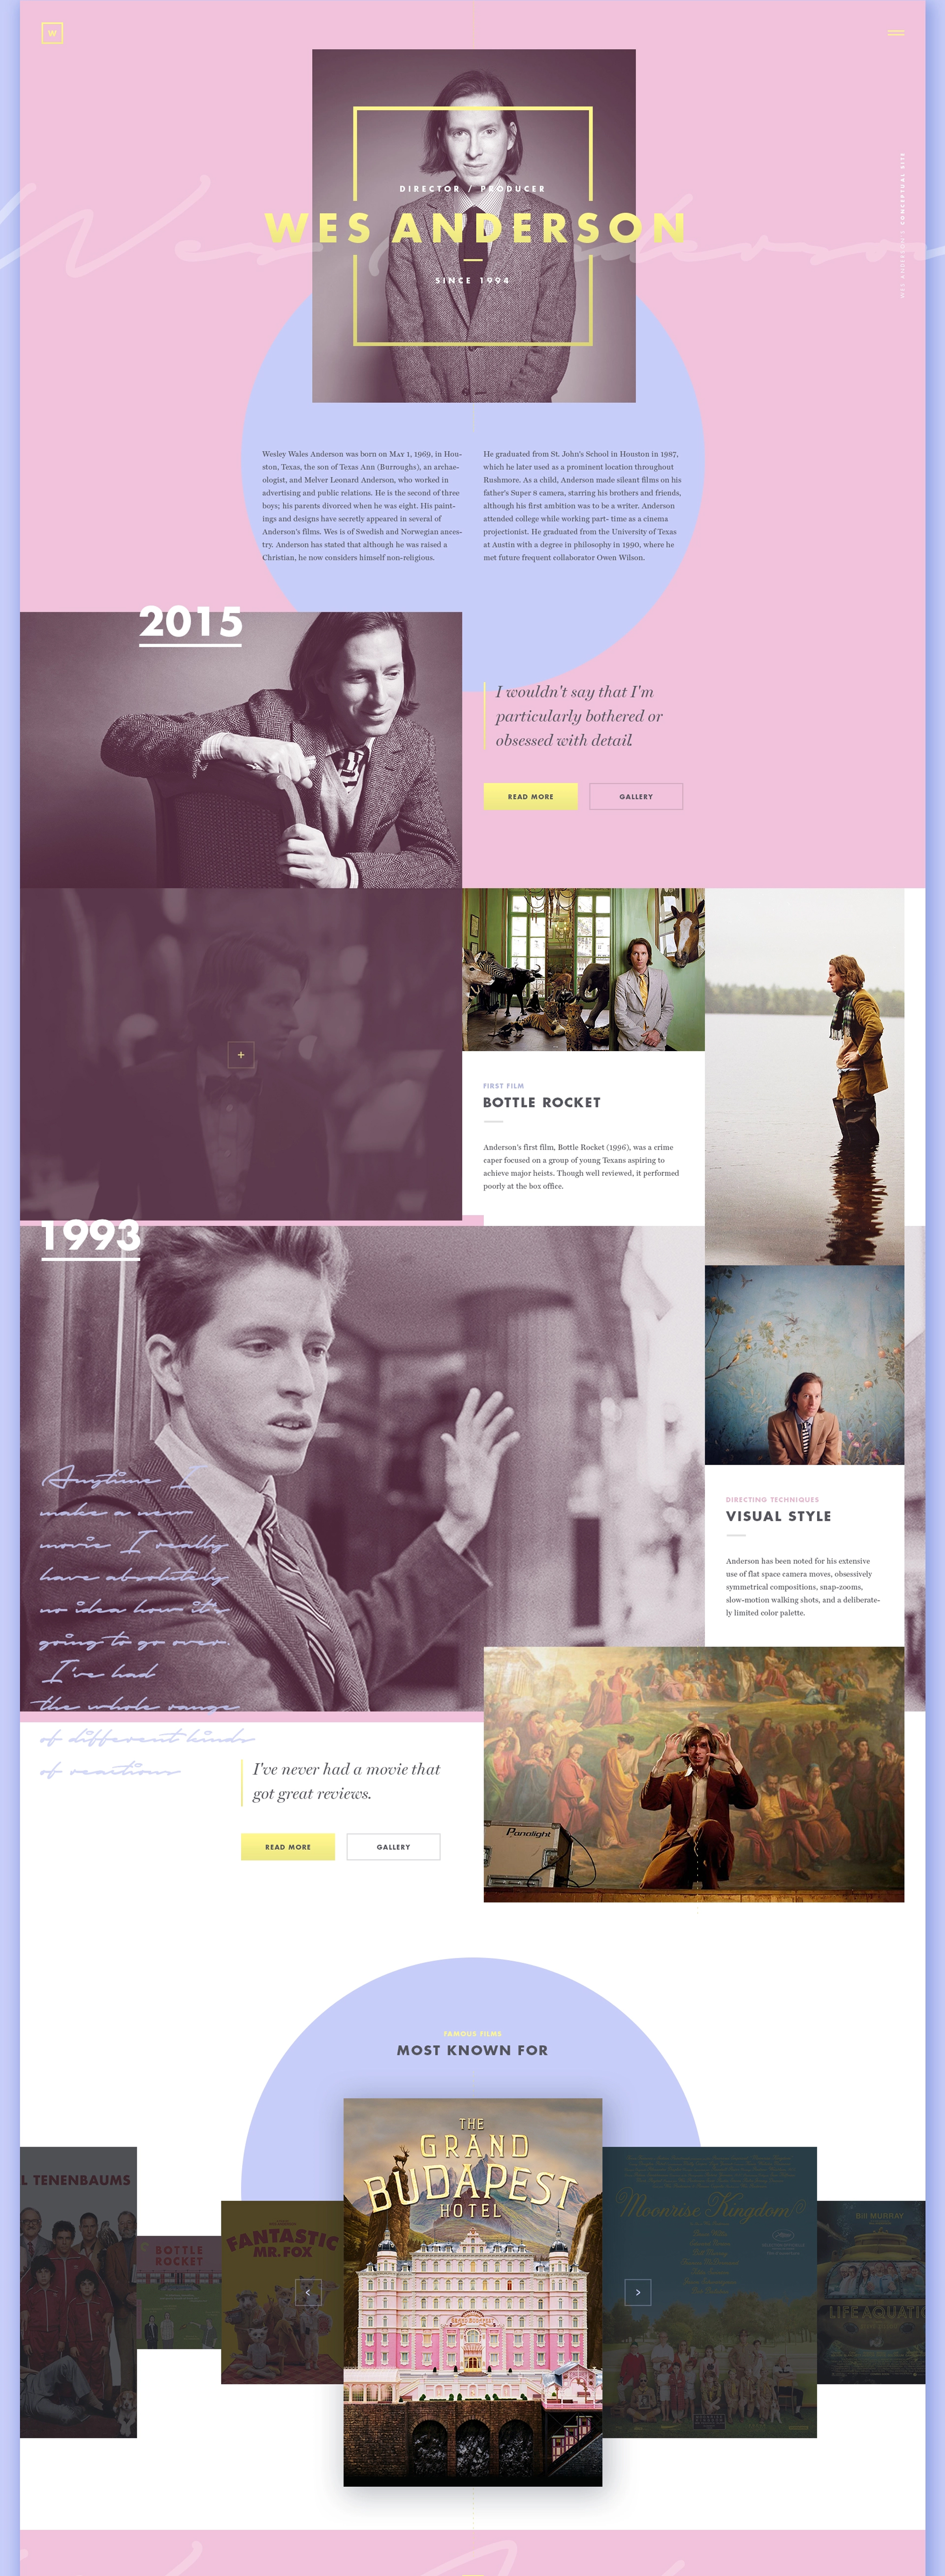 W
DIRECTOR / PRODUCER
WES ANDERSON
SINCE 1994
WES ANDERSON'S CONCEPTUAL SITE
Wesley Wales Anderson was born on May 1, 1969, in Hou-
ston, Texas, the son of Texas Ann (Burroughs), an archae-
ologist, and Melver Leonard Anderson, who worked in
advertising and public relations. He is the second of three
boys; his parents divorced when he was eight. His paint-
ings and designs have secretly appeared in several of
Anderson's films. Wes is of Swedish and Norwegian ances-
try. Anderson has stated that although he was raised a
Christian, he now considers himself non-religious.
He graduated from St. John's School in Houston in 1987,
which he later used as a prominent location throughout
Rushmore. As a child, Anderson made sileant films on his
father's Super 8 camera, starring his brothers and friends,
although his first ambition was to be a writer. Anderson
attended college while working part- time as a cinema
projectionist. He graduated from the University of Texas
at Austin with a degree in philosophy in 1990, where he
met future frequent collaborator Owen Wilson.
2015
I wouldn't say that I'm
particularly bothered or
obsessed with detail.
READ MORE
GALLERY
+
FIRST FILM
BOTTLE ROCKET
Anderson's first film, Bottle Rocket (1996), was a crime
caper focused on a group of young Texans aspiring to
achieve major heists. Though well reviewed, it performed
poorly at the box office.
1993
Anytime I
make a new
movie I really
have absolutely
no idea how it's
going to go over.
I've had
the whole range
of different kinds
of reactions
DIRECTING TECHNIQUES
VISUAL STYLE
Anderson has been noted for his extensive
use of flat space camera moves, obsessively
symmetrical compositions, snap-zooms,
slow-motion walking shots, and a deliberate-
ly limited color palette.
Panalight
I've never had a movie that
got great reviews.
READ MORE
GALLERY
FAMOUS FILMS
MOST KNOWN FOR
L TENENBAUMS
BOTTLE
ROCKET
FANTASTIC
MR. FOX
THE
GRAND
BUDAPEST
HOTEL
GRAND BUDAPEST
Moonrise Kingdom
BILL MURRAY
LIFE AQUATIC